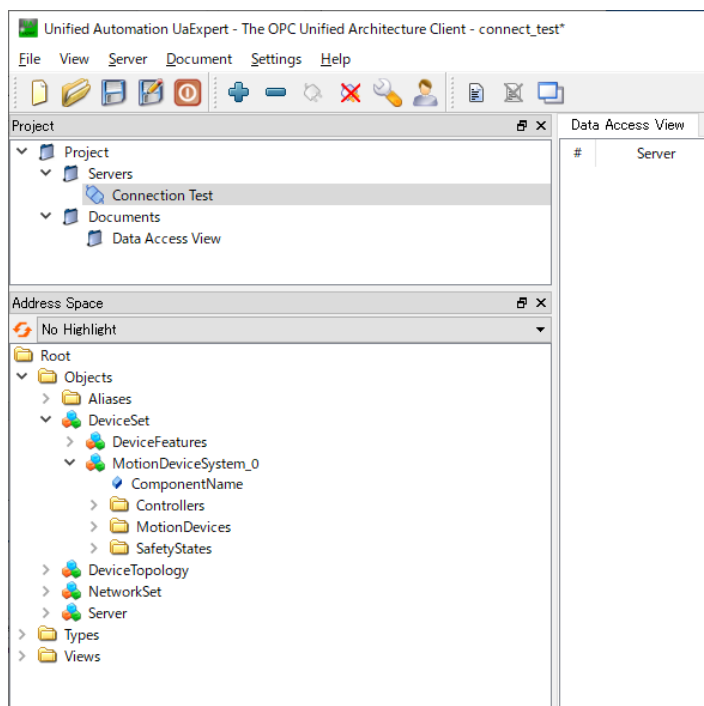 Unified Automation UaExpert - The OPC Unified Architecture Client - connect_test*
File View Server Document Settings Help
Project
Project
Servers
Connection Test
Documents
Data Access View
Address Space
No Highlight
Root
Objects
Aliases
DeviceSet
DeviceFeatures
MotionDeviceSystem_0
ComponentName
Controllers
MotionDevices
SafetyStates
DeviceTopology
NetworkSet
Server
Types
Views
Data Access View
# Server